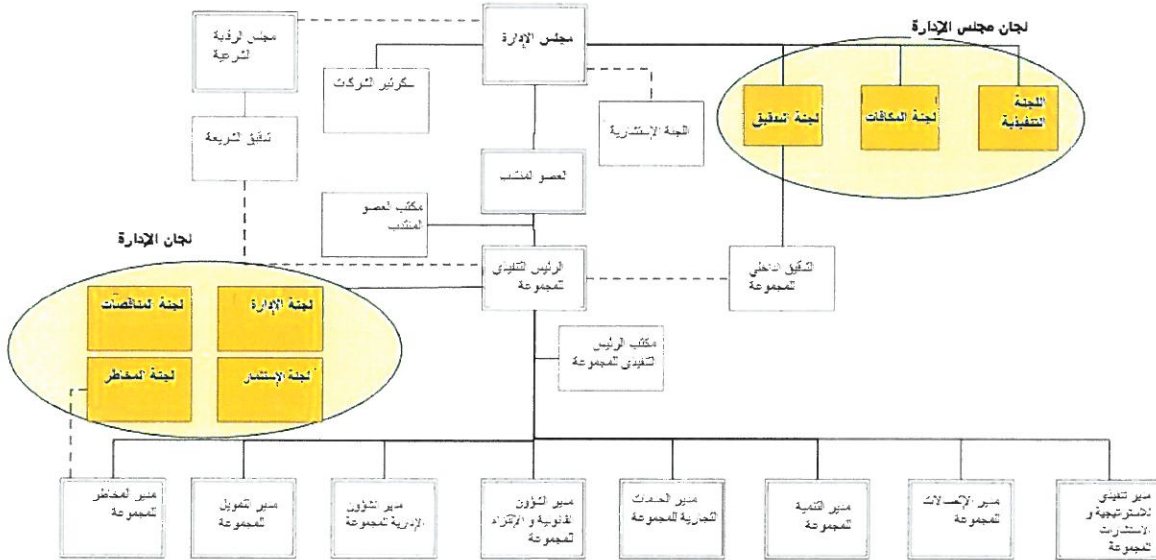 لجان مجلس الإدارة
مجلس الإدارة
مجلس الرقابة
الشرعية
سكرتير الشركات
اللجنة
التنفيذية
لجنة المكافآت
لجنة التدقيق
اللجنة الإستشارية
تدقيق الشريعة
العضو المنتدب
مكتب العضو
المنتدب
لجان الإدارة
الرئيس التنفيذي
للمجموعة
التدقيق الداخلي
للمجموعة
لجنة الإدارة
لجنة المناقصات
لجنة الإستثمار
لجنة المخاطر
مكتب الرئيس
التنفيذي للمجموعة
مدير تنفيذي
للاستراتيجية و
الاستشارات
للمجموعة
مدير الإتصالات
للمجموعة
مدير التنمية
للمجموعة
مدير الخدمات
التجارية للمجموعة
مدير الشؤون
القانونية و الإلتزام
للمجموعة
مدير الشؤون
الإدارية للمجموعة
مدير التمويل
للمجموعة
مدير المخاطر
للمجموعة